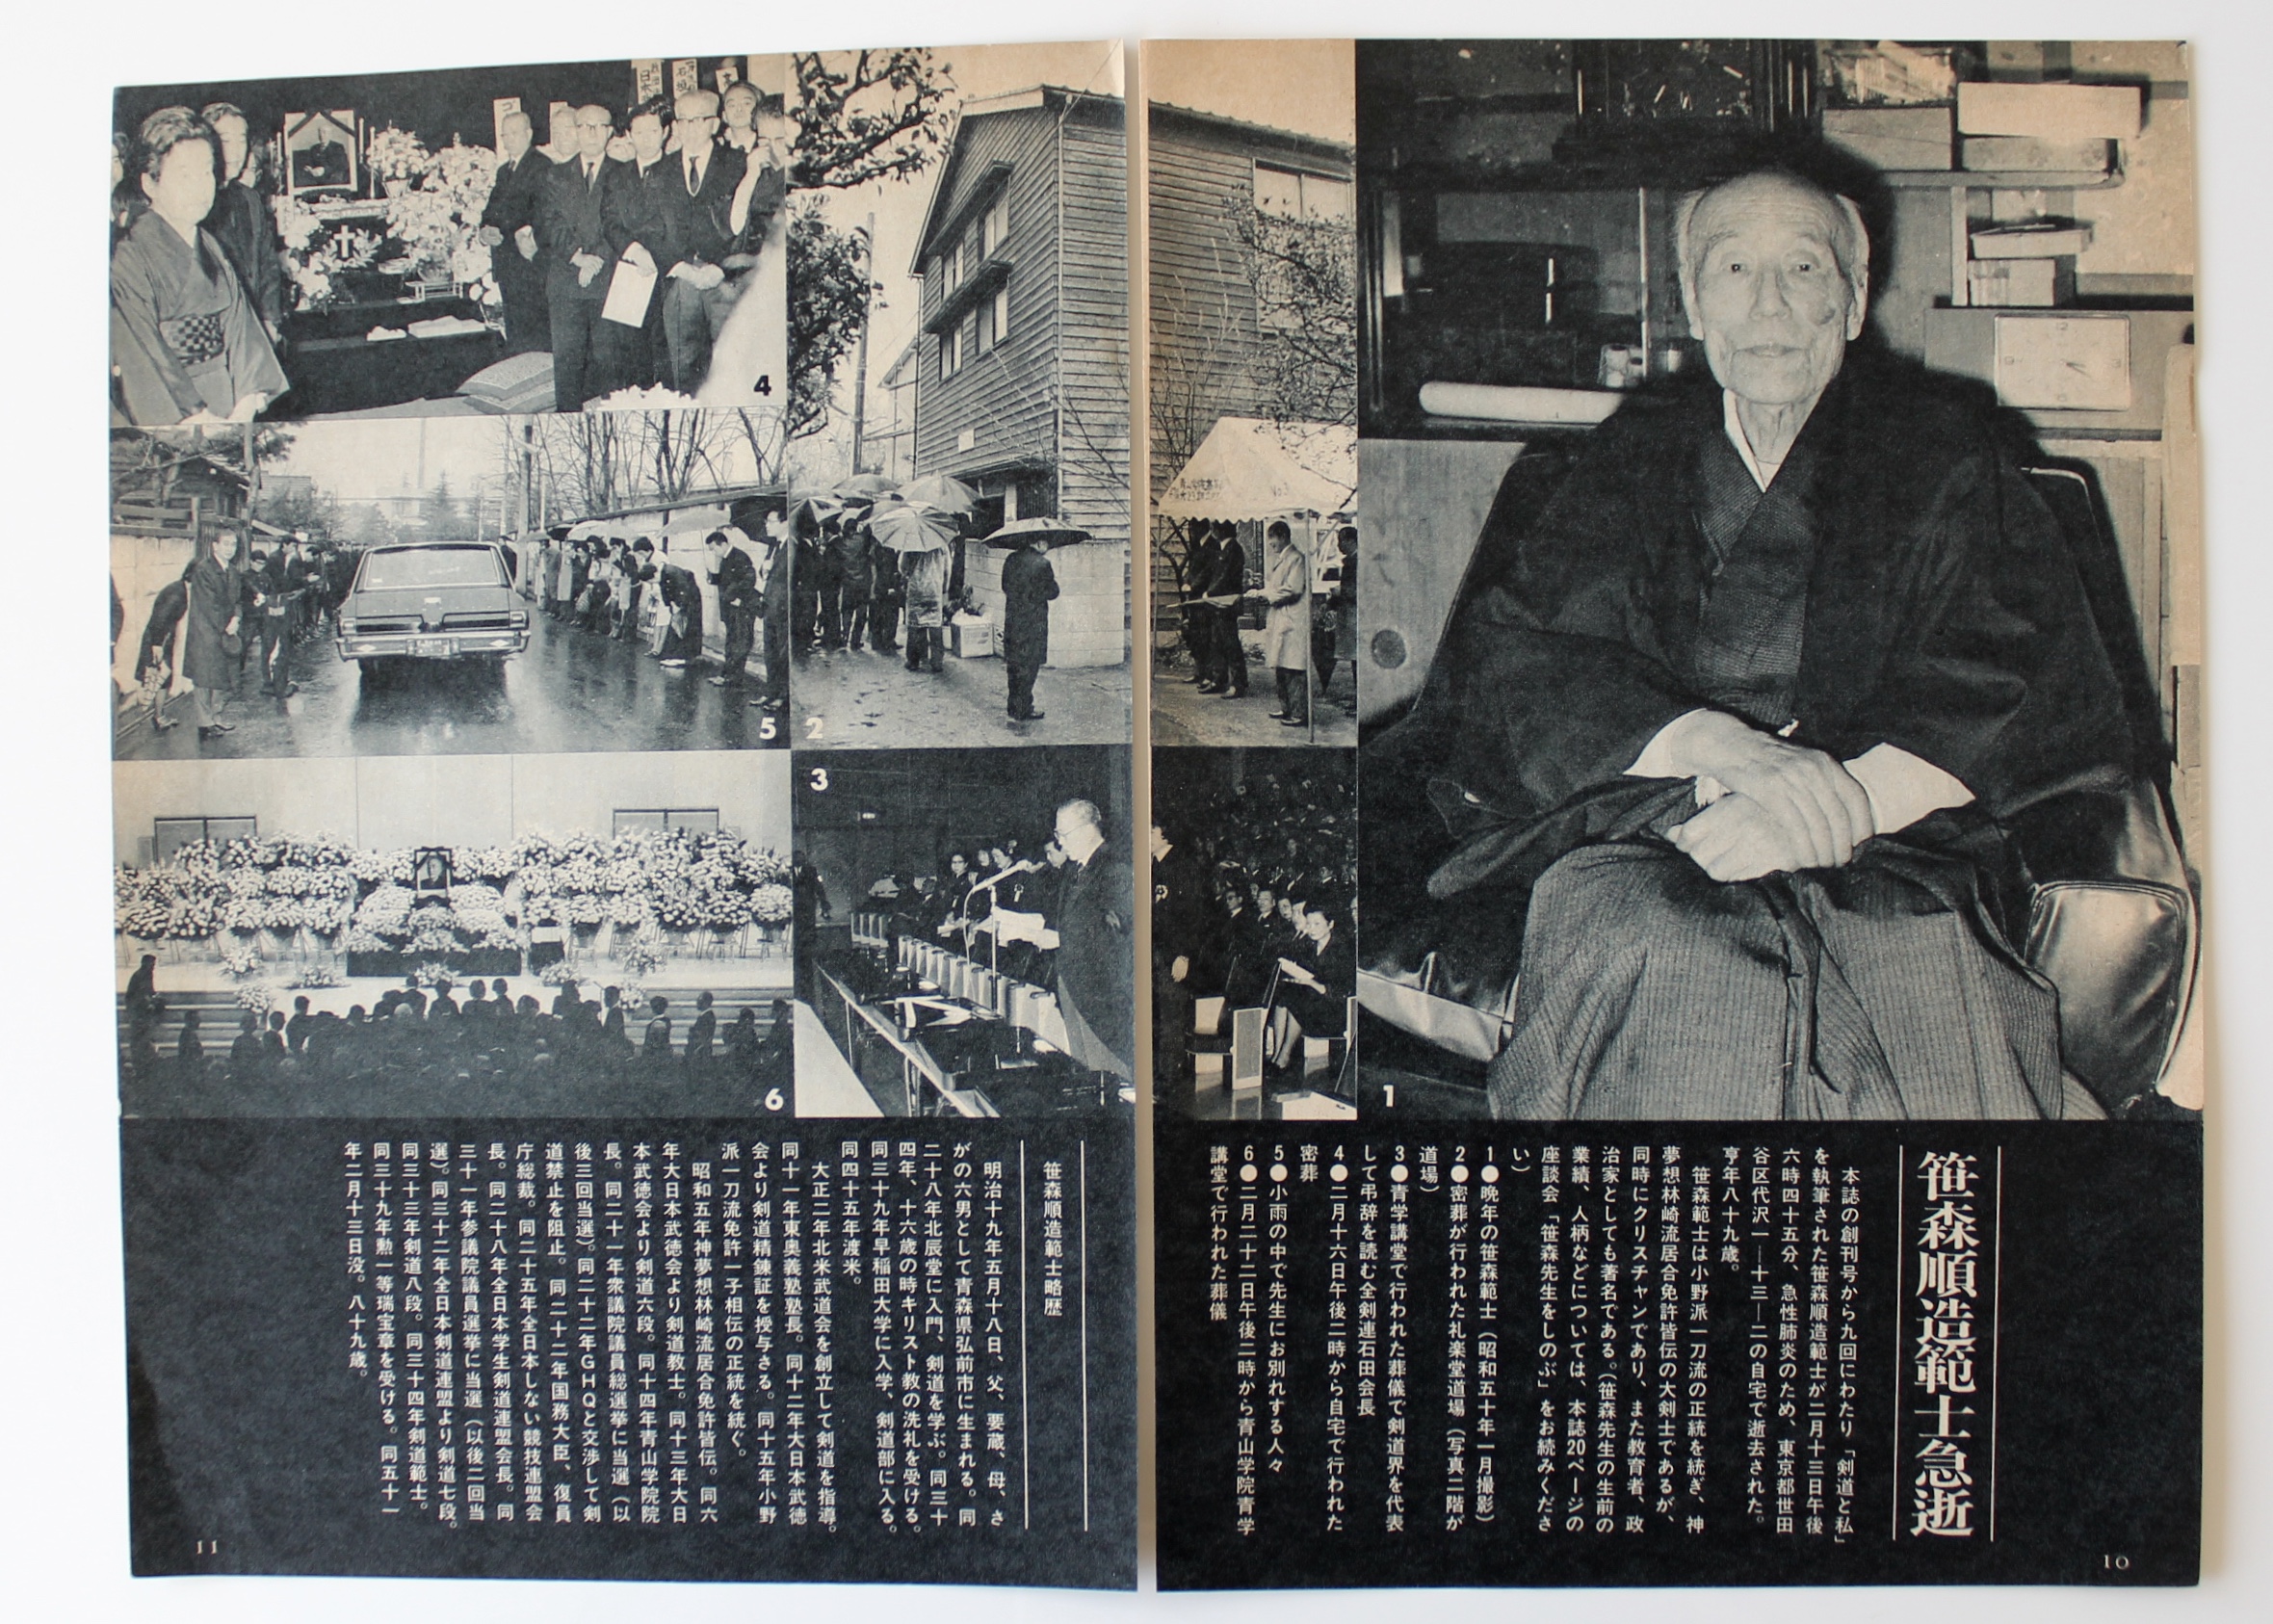 笹森順造範士急逝
本誌の創刊号から九回にわたり「剣道と私」
を執筆された笹森順造範士が二月十三日午後
六時四十五分、急性肺炎のため、東京都世田
谷区代沢一―十三―二の自宅で逝去された。
享年八十九歳。
笹森範士は小野派一刀流の正統を統ぎ、神
夢想林崎流居合免許皆伝の大剣士であるが、
同時にクリスチャンであり、また教育者、政
治家としても著名である。(笹森先生の生前の
業績、人柄などについては、本誌20ページの
座談会「笹森先生をしのぶ」をお読みくださ
い)
1●晩年の笹森範士(昭和五十年一月撮影)
2●密葬が行われた礼楽堂道場(写真二階が
道場)
3●青学講堂で行われた葬儀で剣道界を代表
して弔辞を読む全剣連石田会長
4●二月十六日午後二時から自宅で行われた
密葬
5●小雨の中で先生にお別れする人々
6●二月二十二日午後二時から青山学院青学
講堂で行われた葬儀
10
1
2
3
4
5
6
笹森順造範士略歴
明治十九年五月十八日、父、要蔵、母、さ
がの六男として青森県弘前市に生まれる。同
二十八年北辰堂に入門、剣道を学ぶ。同三十
四年、十六歳の時キリスト教の洗礼を受ける。
同三十九年早稲田大学に入学、剣道部に入る。
同四十五年渡米。
大正二年北米武道会を創立して剣道を指導。
同十一年東奥義塾塾長。同十二年大日本武徳
会より剣道精錬証を授与さる。同十五年小野
派一刀流免許一子相伝の正統を統ぐ。
昭和五年神夢想林崎流居合免許皆伝。同六
年大日本武徳会より剣道教士。同十三年大日
本武徳会より剣道六段。同十四年青山学院院
長。同二十一年衆議院議員総選挙に当選(以
後三回当選)。同二十二年GHQと交渉して剣
道禁止を阻止。同二十二年国務大臣、復員
庁総裁。同二十五年全日本しない競技連盟会
長。同二十八年全日本学生剣道連盟会長。同
三十一年参議院議員選挙に当選(以後二回当
選)。同三十二年全日本剣道連盟より剣道七段。
同三十三年剣道八段。同三十四年剣道範士。
同三十九年勲一等瑞宝章を受ける。同五十一
年二月十三日没。八十九歳。
11